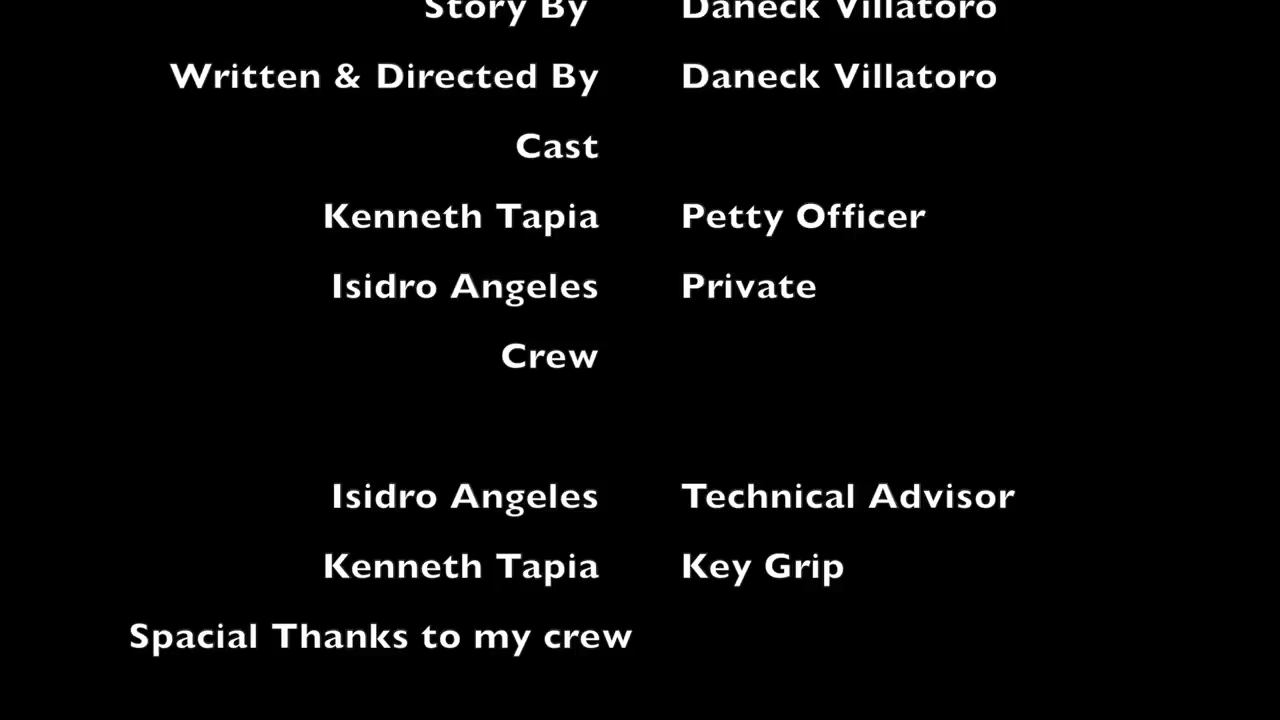 Story By Daneck Villatoro
Written & Directed By Daneck Villatoro
Cast
Kenneth Tapia Petty Officer
Isidro Angeles Private
Crew
Isidro Angeles Technical Advisor
Kenneth Tapia Key Grip
Spacial Thanks to my crew